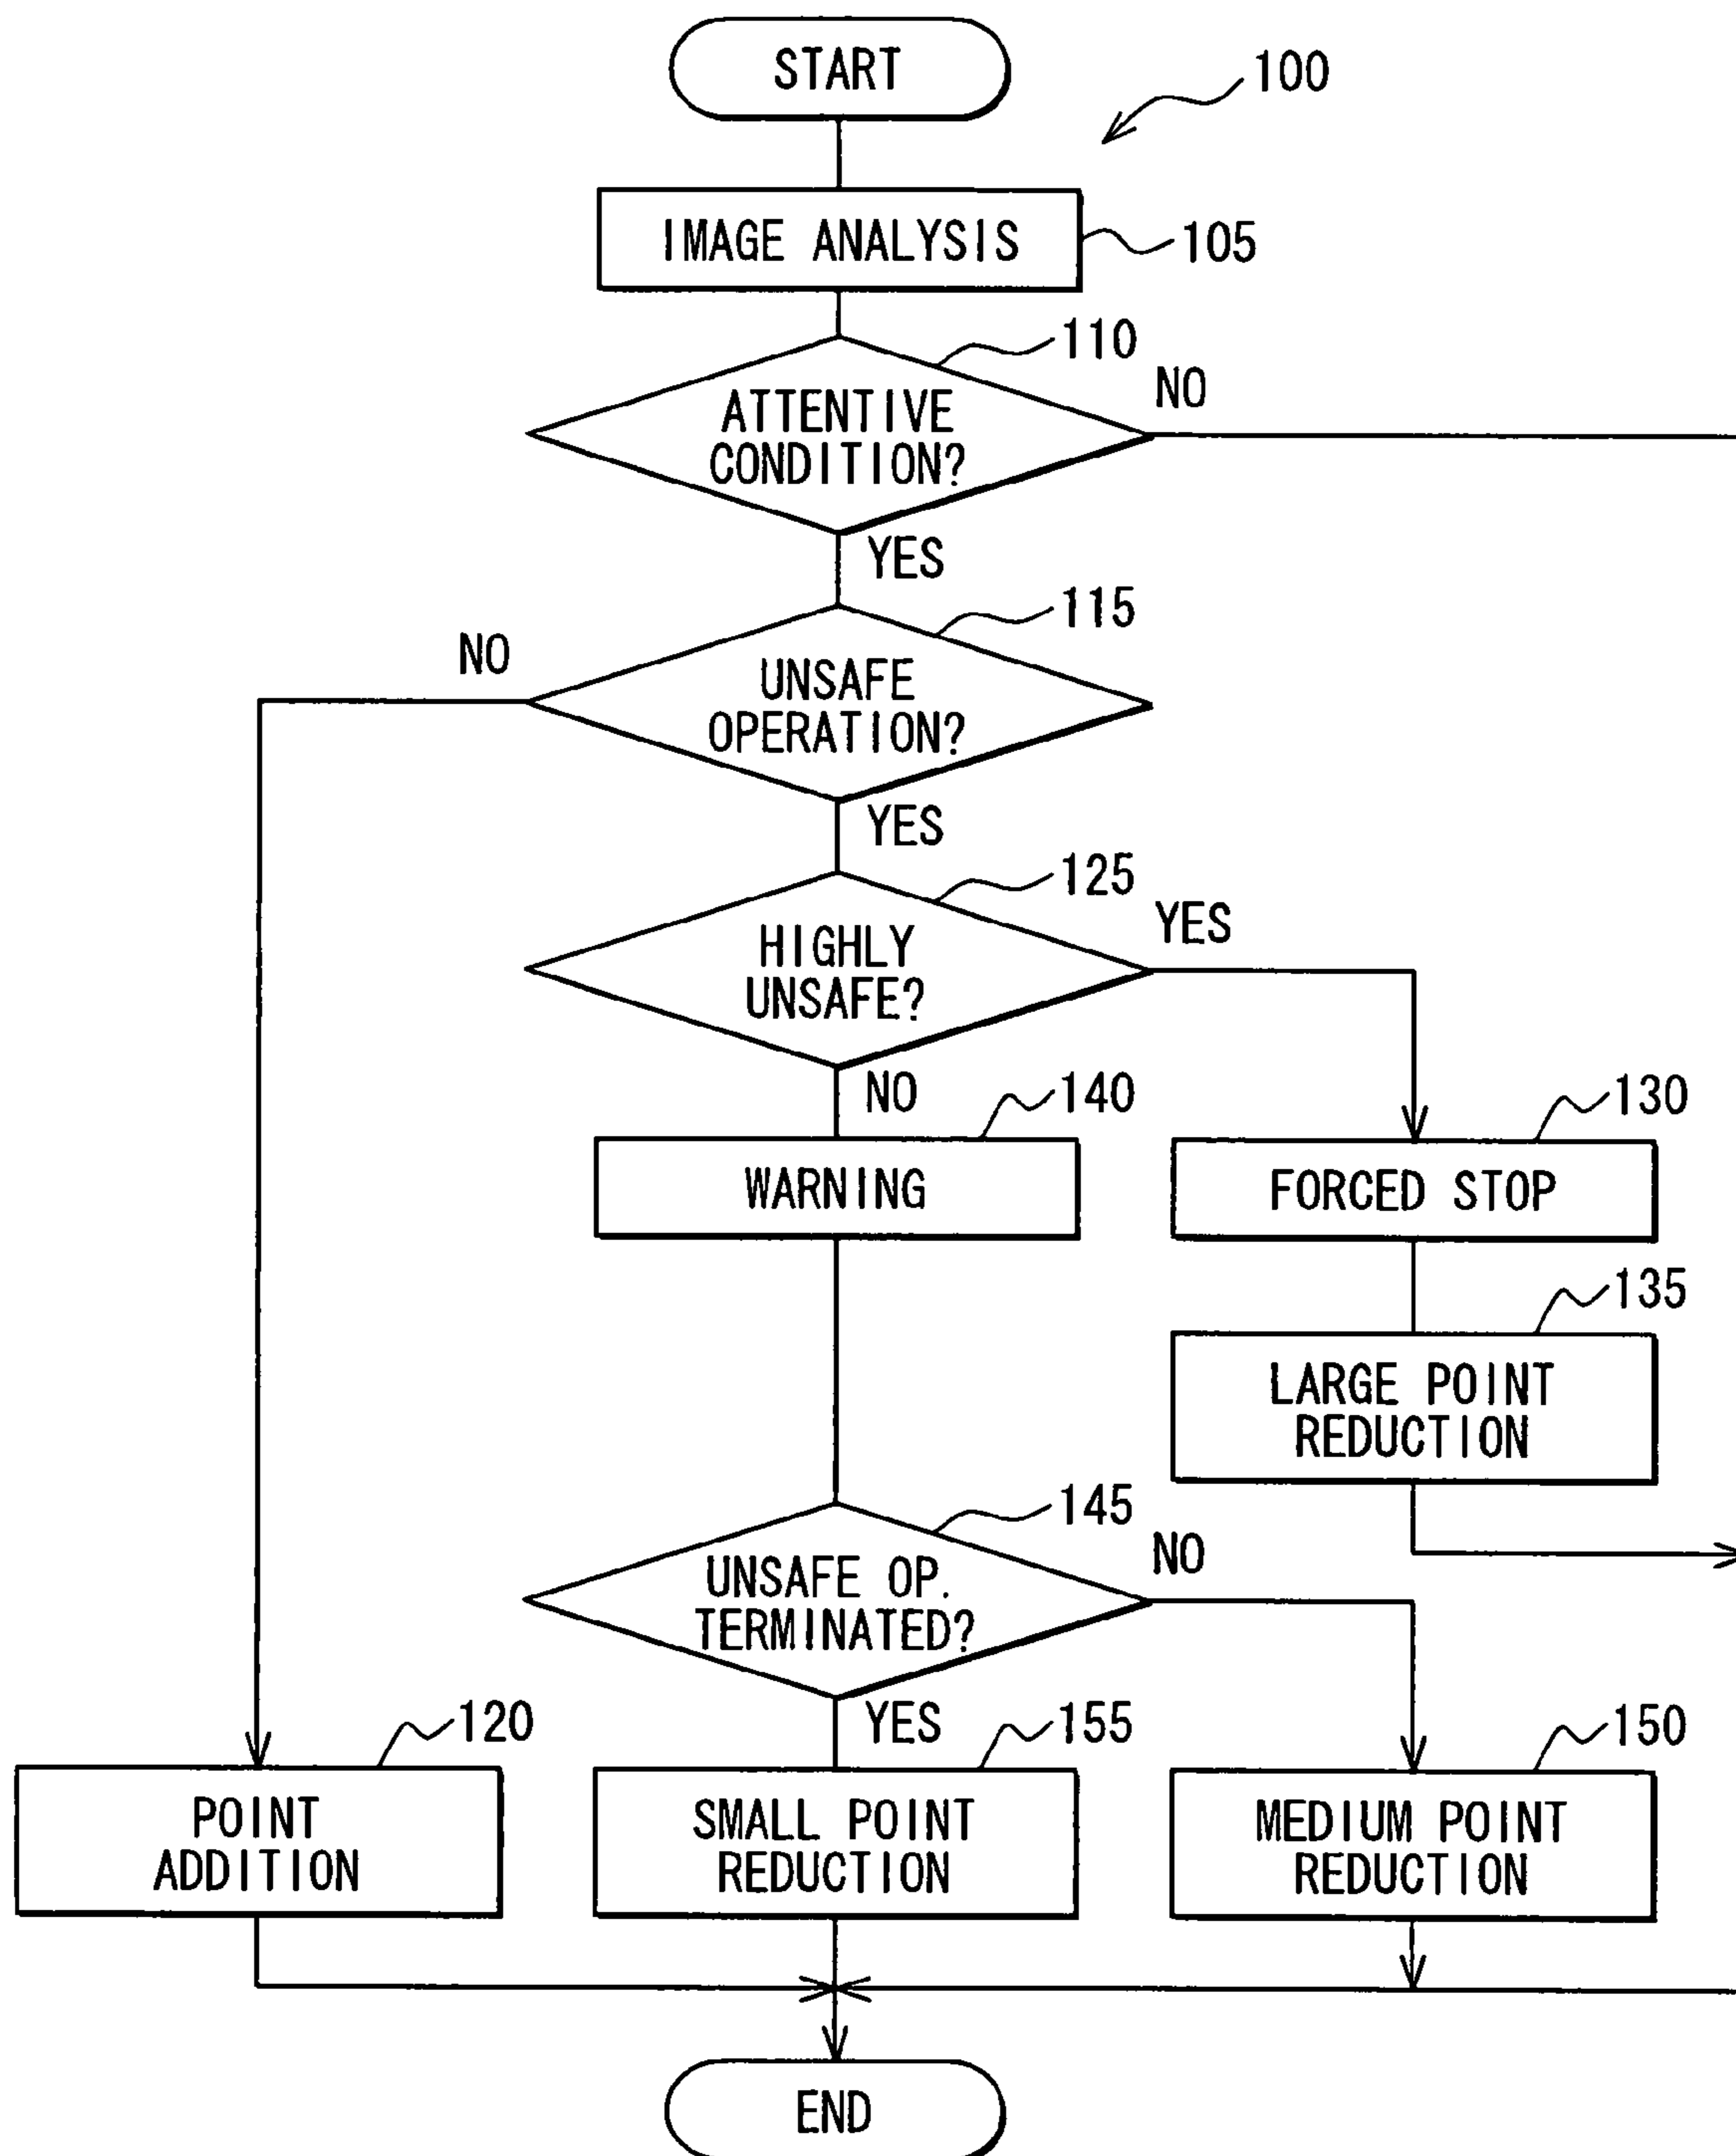 START
100
IMAGE ANALYSIS
105
110
ATTENTIVE
CONDITION?
NO
YES
115
NO
UNSAFE
OPERATION?
YES
125
HIGHLY
UNSAFE?
YES
NO
140
130
WARNING
FORCED STOP
135
LARGE POINT
REDUCTION
145
UNSAFE OP.
TERMINATED?
NO
YES
120
155
150
POINT
ADDITION
SMALL POINT
REDUCTION
MEDIUM POINT
REDUCTION
END